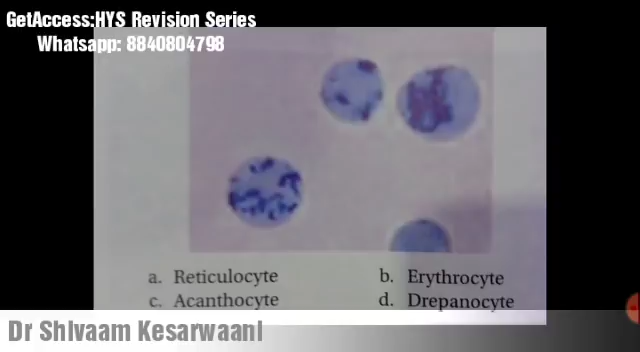 GetAccess:HYS Revision Series
Whatsapp: 8840804798
a. Reticulocyte b. Erythrocyte
c. Acanthocyte d. Drepanocyte
Dr Shivaam Kesarwaani